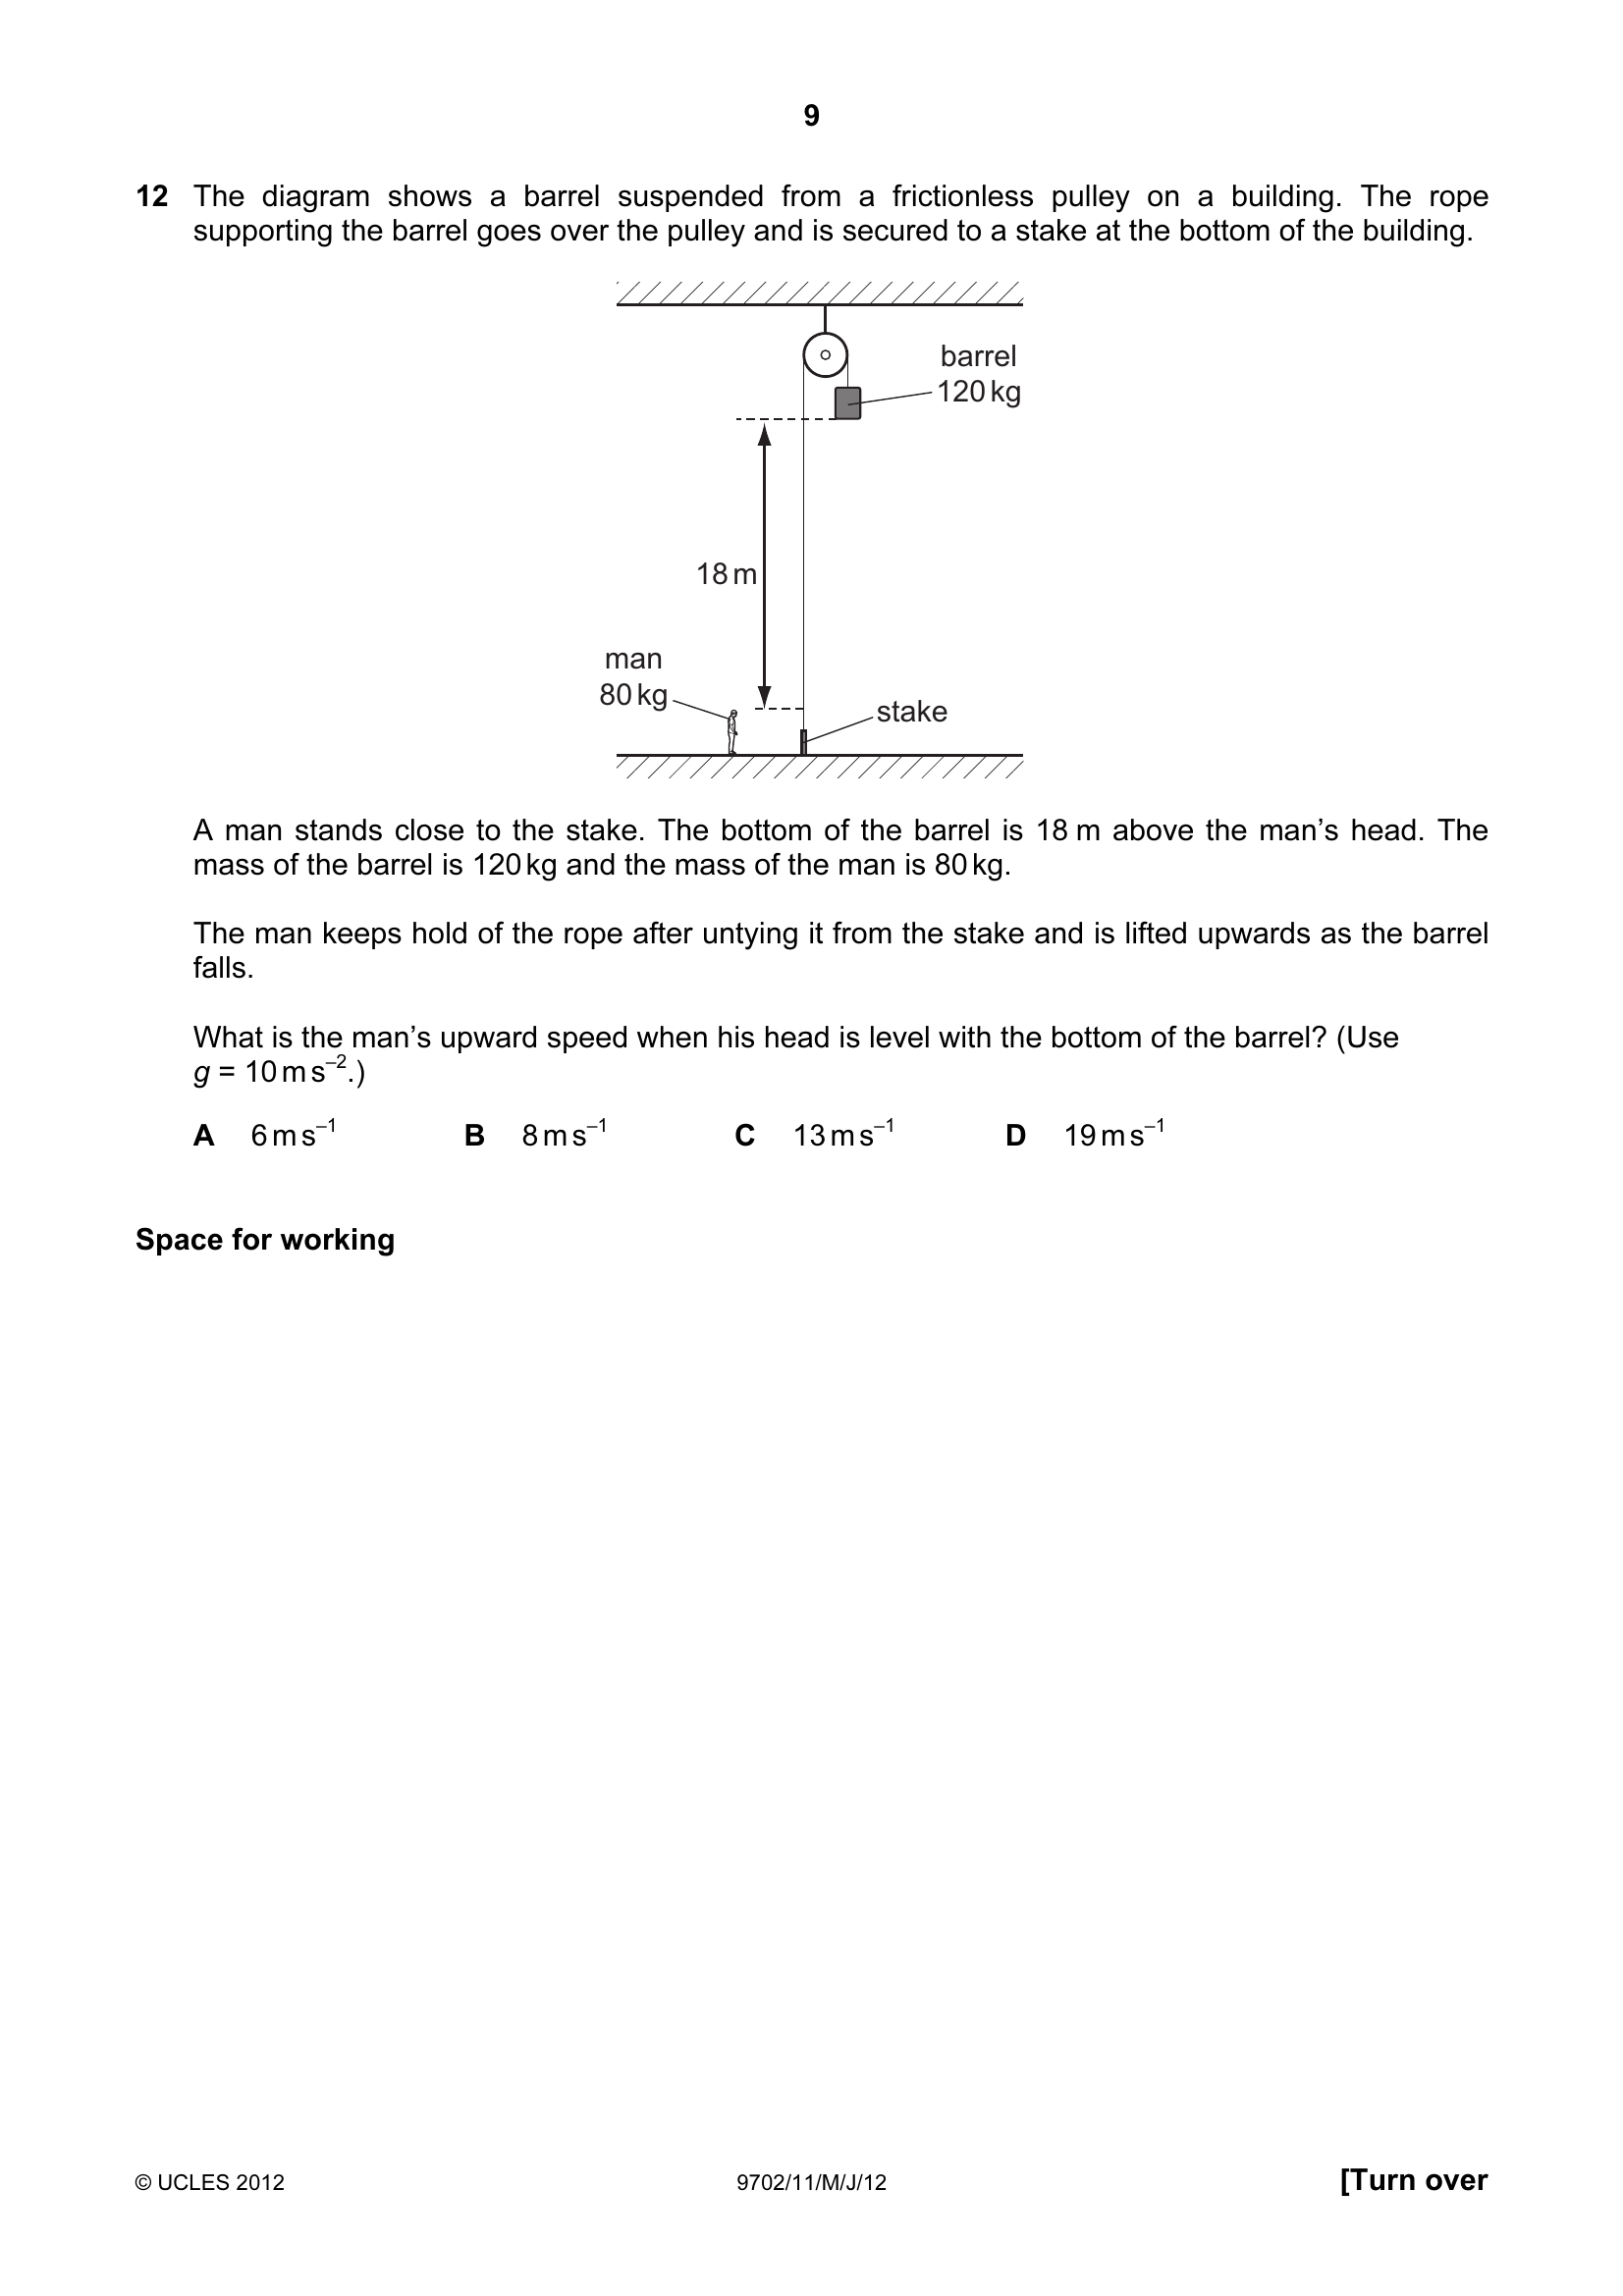 9
12 The diagram shows a barrel suspended from a frictionless pulley on a building. The rope
supporting the barrel goes over the pulley and is secured to a stake at the bottom of the building.
barrel
120 kg
18 m
man
80 kg
stake
A man stands close to the stake. The bottom of the barrel is 18 m above the man’s head. The
mass of the barrel is 120 kg and the mass of the man is 80 kg.
The man keeps hold of the rope after untying it from the stake and is lifted upwards as the barrel
falls.
What is the man’s upward speed when his head is level with the bottom of the barrel? (Use
g = 10 m s⁻².)
A 6 m s⁻¹ B 8 m s⁻¹ C 13 m s⁻¹ D 19 m s⁻¹
Space for working
© UCLES 2012 9702/11/M/J/12 [Turn over